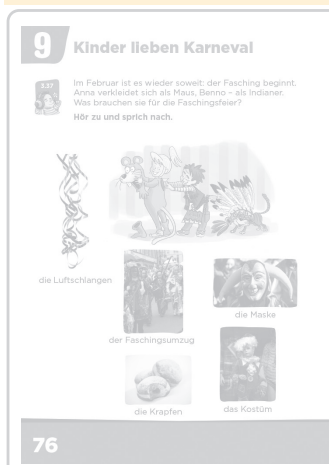 9 Kinder lieben Karneval
2.37
Im Februar ist es wieder soweit: der Fasching beginnt.
Anna verkleidet sich als Maus, Benno – als Indianer.
Was brauchen sie für die Faschingsfeier?
Hör zu und sprich nach.
die Luftschlangen
die Maske
der Faschingsumzug
die Krapfen
das Kostüm
76